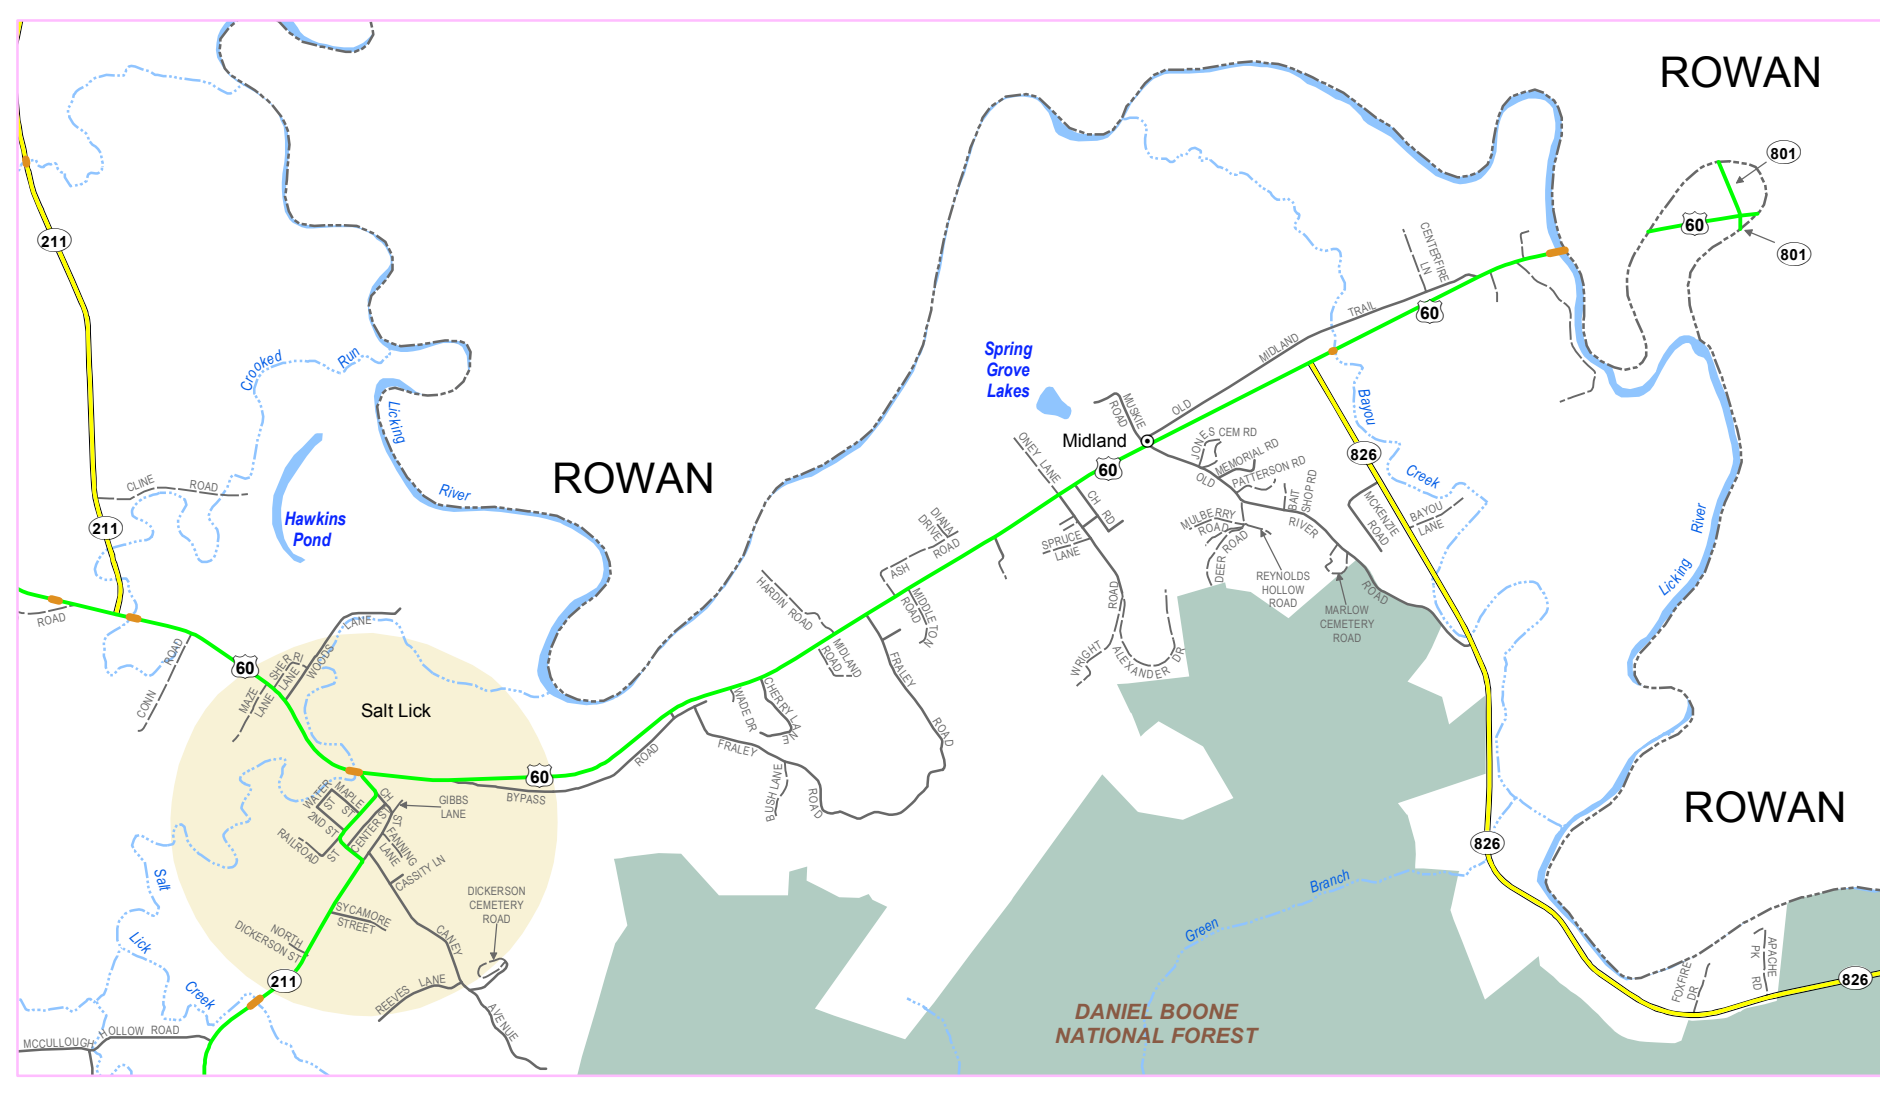 ROWAN
801
801
60
211
CENTERFIRE
LN
MIDLAND
TRAIL
60
OLD
Crooked
Run
Licking
River
Spring
Grove
Lakes
MUSKIE
ROAD
Midland
60
Bayou
Creek
826
JONES CEM RD
MEMORIAL RD
OLD
PATTERSON RD
BAIT
SHOP RD
RIVER
ROAD
MCKENZIE
ROAD
BAYOU
LANE
ONEY LANE
CH RD
MULBERRY
ROAD
DEER ROAD
REYNOLDS
HOLLOW
ROAD
MARLOW
CEMETERY
ROAD
SPRUCE
LANE
ROAD
WRIGHT
ALEXANDER DR
Licking
River
ROWAN
CLINE
ROAD
211
Hawkins
Pond
DIANA
DRIVE
ASH
ROAD
MIDDLETON
ROAD
HARDIN ROAD
MIDLAND
ROAD
FRALEY
ROAD
ROAD
CONN
ROAD
60
SHERRI
LANE
MAZE
LANE
WOODS
LANE
Salt Lick
CHERRY LANE
WADE DR
FRALEY
ROAD
BUSH LANE
60
BYPASS
ROAD
WATER
ST
MAPLE
ST
2ND ST
CH
ST
CENTER ST
GIBBS
LANE
FANNING
LANE
RAILROAD
ST
CASSITY LN
SYCAMORE
STREET
NORTH
DICKERSON ST
DICKERSON
CEMETERY
ROAD
CANEY
AVENUE
REEVES LANE
211
Salt
Lick
Creek
MCCULLOUGH HOLLOW ROAD
Green
Branch
DANIEL BOONE
NATIONAL FOREST
ROWAN
826
FOXFIRE
DR
APACHE
PK RD
826